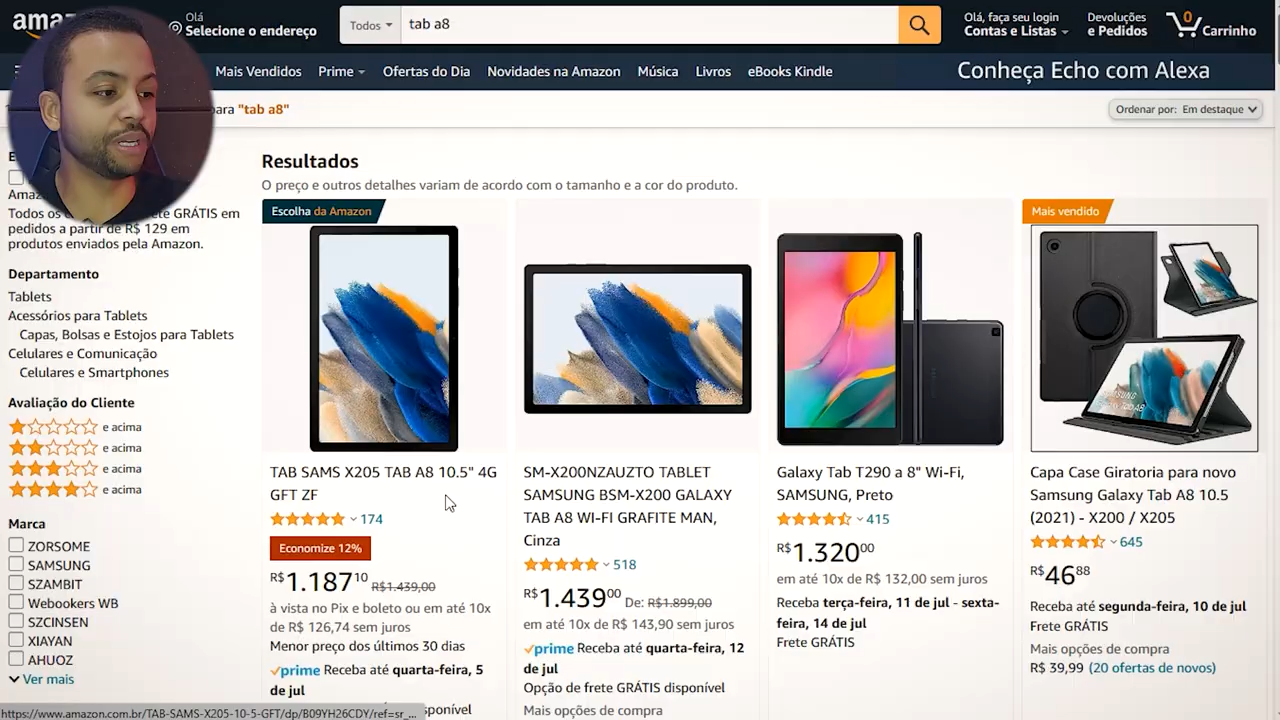 Olá
Selecione o endereço
Todos
tab a8
Olá, faça seu login
Contas e Listas
Devoluções
e Pedidos
0
Carrinho
Mais Vendidos
Prime
Ofertas do Dia
Novidades na Amazon
Música
Livros
eBooks Kindle
Conheça Echo com Alexa
para "tab a8"
Ordenar por: Em destaque
Resultados
O preço e outros detalhes variam de acordo com o tamanho e a cor do produto.
Todos os
GRÁTIS em
pedidos a partir de R$ 129 em
produtos enviados pela Amazon.
Departamento
Tablets
Acessórios para Tablets
Capas, Bolsas e Estojos para Tablets
Celulares e Comunicação
Celulares e Smartphones
Avaliação do Cliente
e acima
e acima
e acima
e acima
Marca
ZORSOME
SAMSUNG
SZAMBIT
Webookers WB
SZCINSEN
XIAYAN
AHUOZ
Ver mais
Escolha da Amazon
TAB SAMS X205 TAB A8 10.5" 4G
GFT ZF
174
Economize 12%
R$ 1.187 10 R$1.439,00
à vista no Pix e boleto ou em até 10x
de R$ 126,74 sem juros
Menor preço dos últimos 30 dias
prime Receba até quarta-feira, 5
de jul
SM-X200NZAUZTO TABLET
SAMSUNG BSM-X200 GALAXY
TAB A8 WI-FI GRAFITE MAN,
Cinza
518
R$ 1.439 00 De: R$1.899,00
em até 10x de R$ 143,90 sem juros
prime Receba até quarta-feira, 12
de jul
Opção de frete GRÁTIS disponível
Mais opções de compra
Galaxy Tab T290 a 8" Wi-Fi,
SAMSUNG, Preto
415
R$ 1.320 00
em até 10x de R$ 132,00 sem juros
Receba terça-feira, 11 de jul - sexta-
feira, 14 de jul
Frete GRÁTIS
Mais vendido
Capa Case Giratoria para novo
Samsung Galaxy Tab A8 10.5
(2021) - X200 / X205
645
R$ 46 88
Receba até segunda-feira, 10 de jul
Frete GRÁTIS
Mais opções de compra
R$ 39,99 (20 ofertas de novos)
https://www.amazon.com.br/TAB-SAMS-X205-10-5-GFT/dp/B09YH26CDY/ref=sr_...